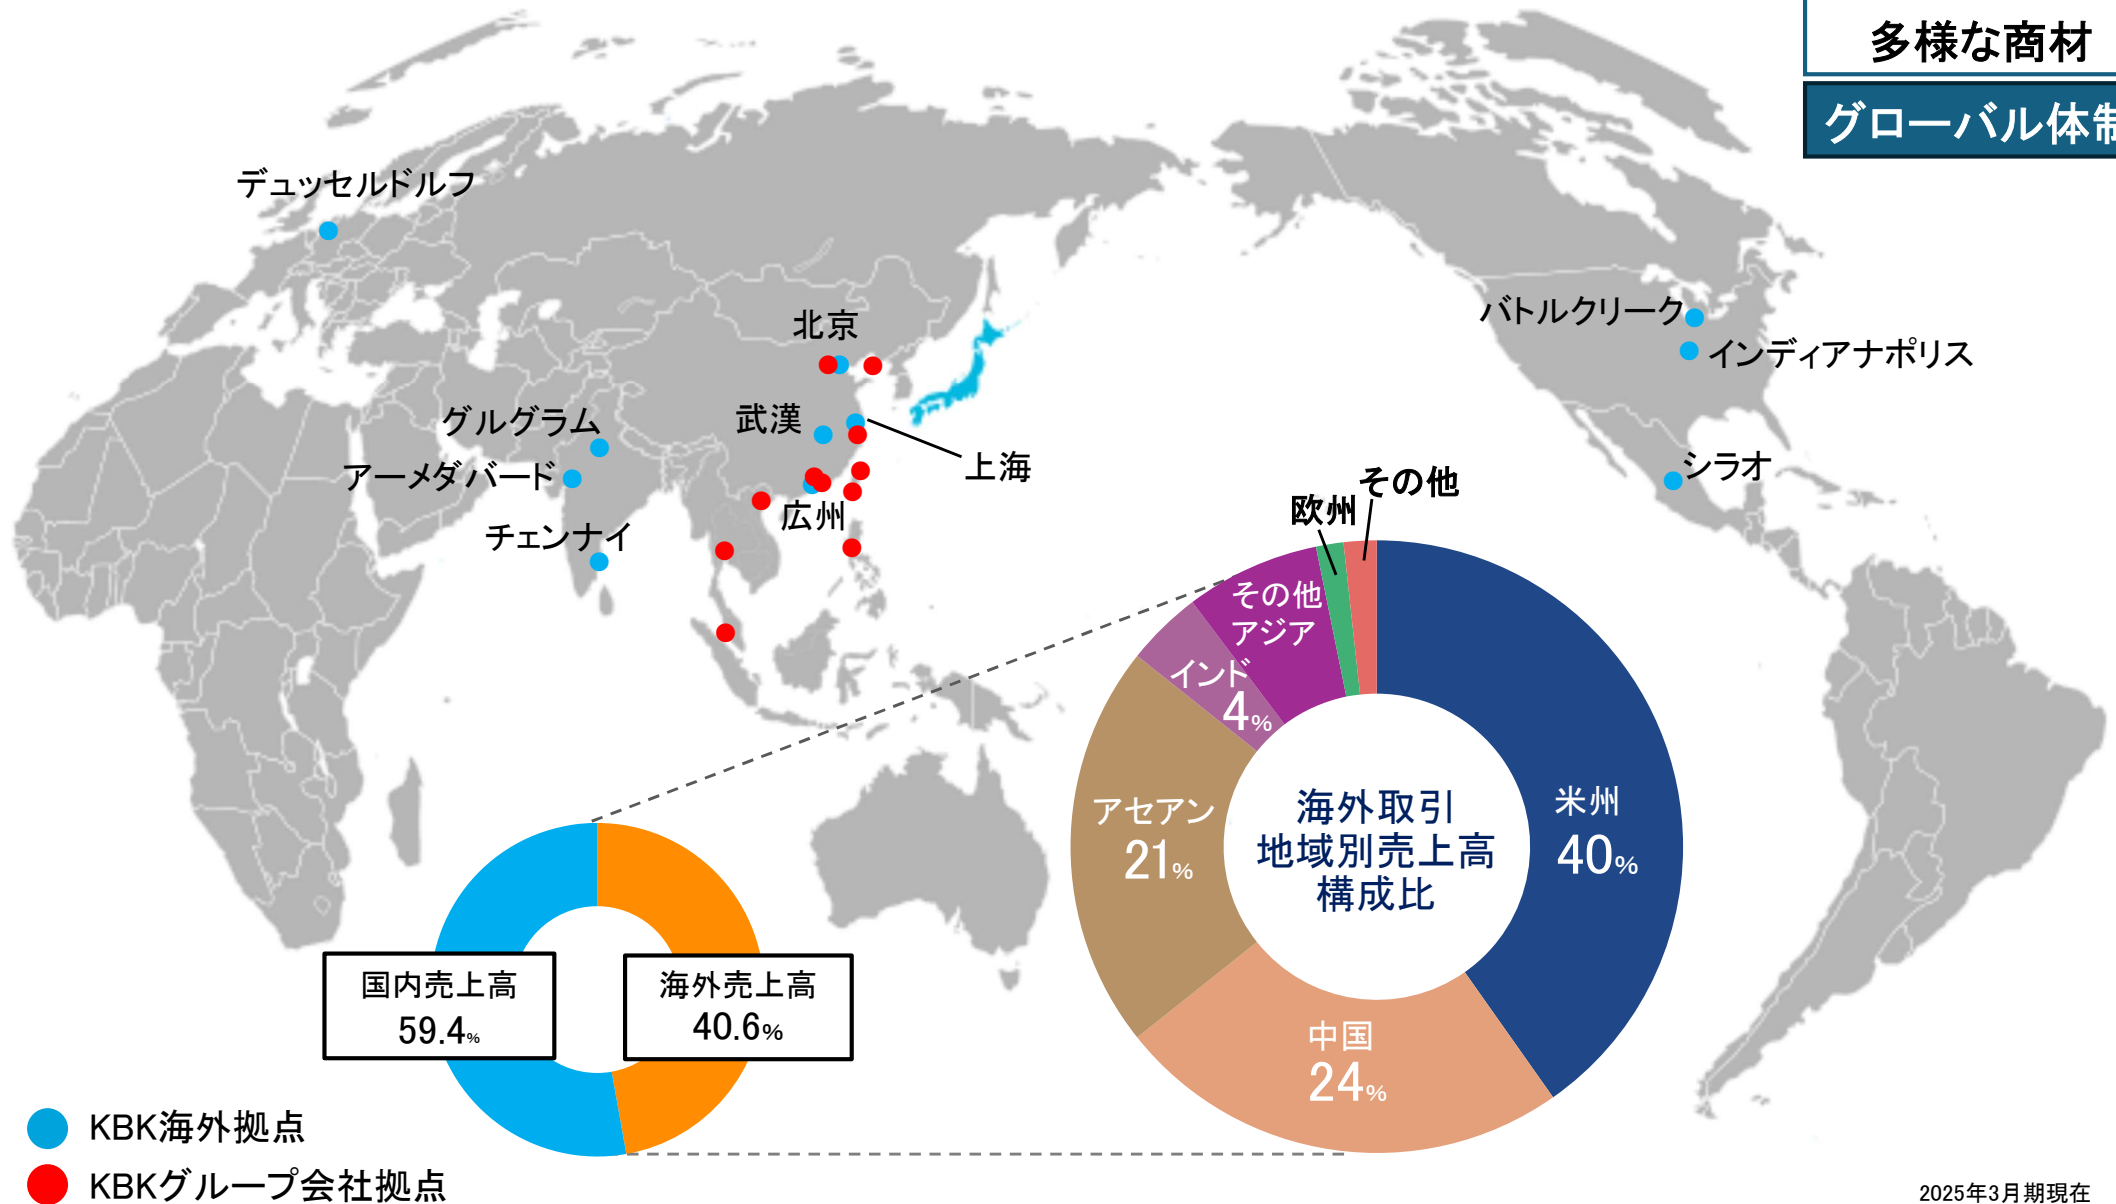 多様な商材
グローバル体制
デュッセルドルフ
北京
バトルクリーク
インディアナポリス
グルグラム
武漢
アーメダバード
上海
シラオ
広州
チェンナイ
欧州
その他
その他
アジア
インド
4%
アセアン
21%
米州
40%
中国
24%
海外取引
地域別売上高
構成比
国内売上高
59.4%
海外売上高
40.6%
KBK海外拠点
KBKグループ会社拠点
2025年3月期現在